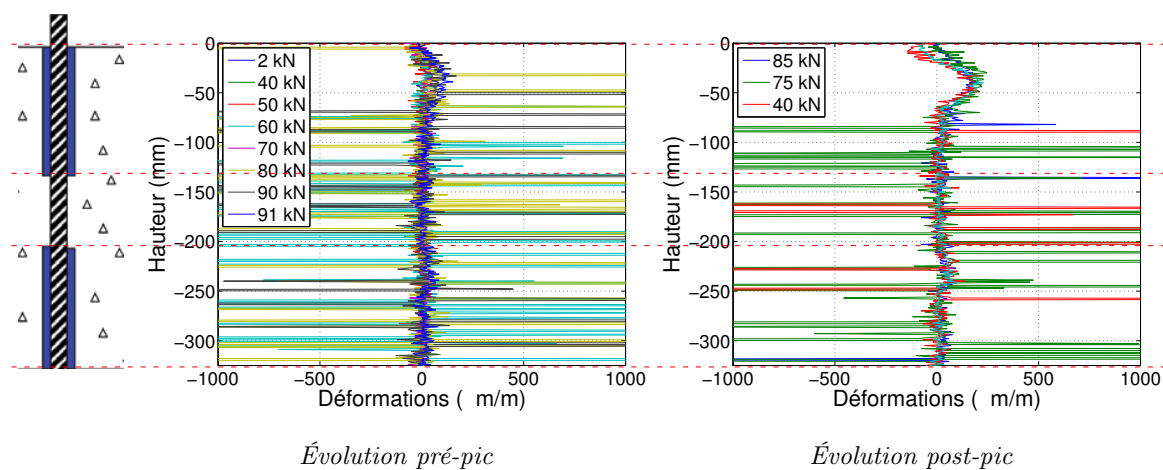 0
−50
−100
−150
−200
−250
−300
Hauteur (mm)
2 kN
40 kN
50 kN
60 kN
70 kN
80 kN
90 kN
91 kN
−1000
−500
0
500
1000
Déformations ( m/m)
Évolution pré-pic
0
−50
−100
−150
−200
−250
−300
Hauteur (mm)
85 kN
75 kN
40 kN
−1000
−500
0
500
1000
Déformations ( m/m)
Évolution post-pic